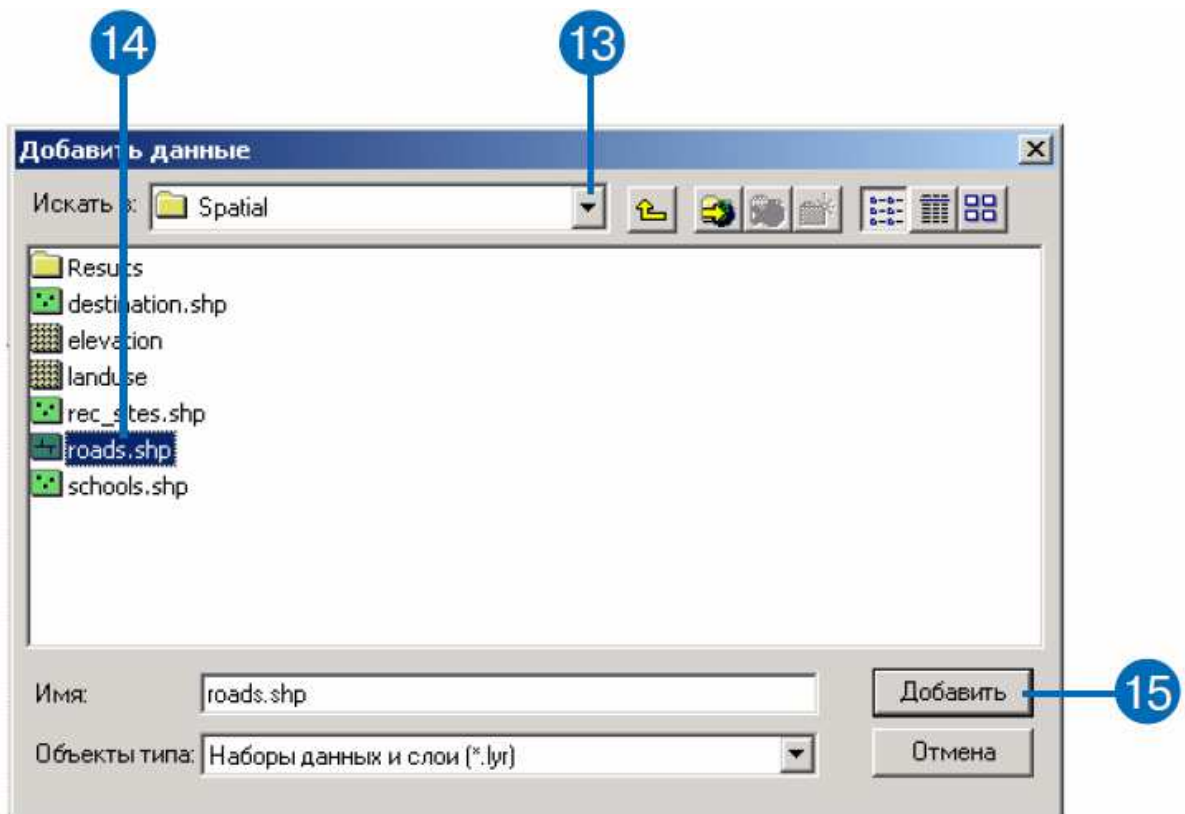 14
13
Добавить данные
Искать в: Spatial
Results
destination.shp
elevation
landuse
rec_sites.shp
roads.shp
schools.shp
Имя: roads.shp Добавить 15
Объекты типа: Наборы данных и слои (*.lyr) Отмена